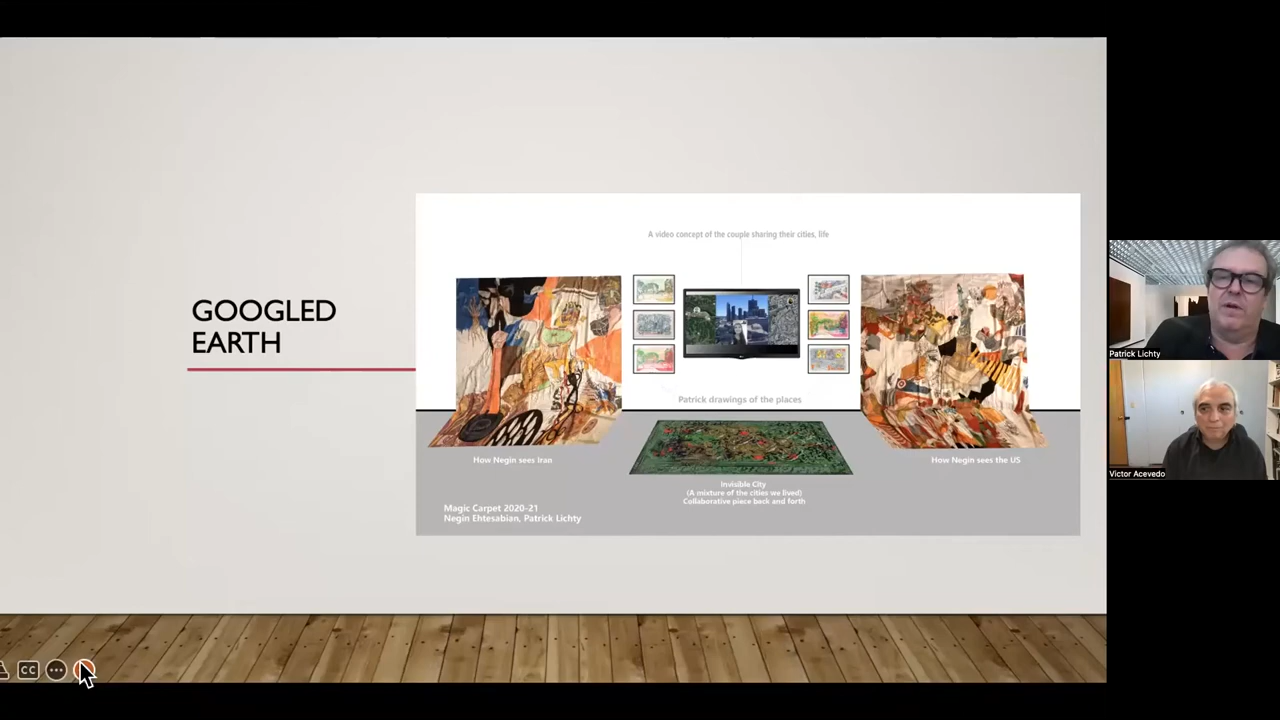 GOOGLED
EARTH
A video concept of the couple sharing their cities, life
Patrick drawings of the places
How Negin sees Iran
How Negin sees the US
Invisible City
(A mixture of the cities we lived)
Collaborative piece back and forth
Magic Carpet 2020-21
Negin Ehtesabian, Patrick Lichty
Patrick Lichty
Victor Acevedo
CC